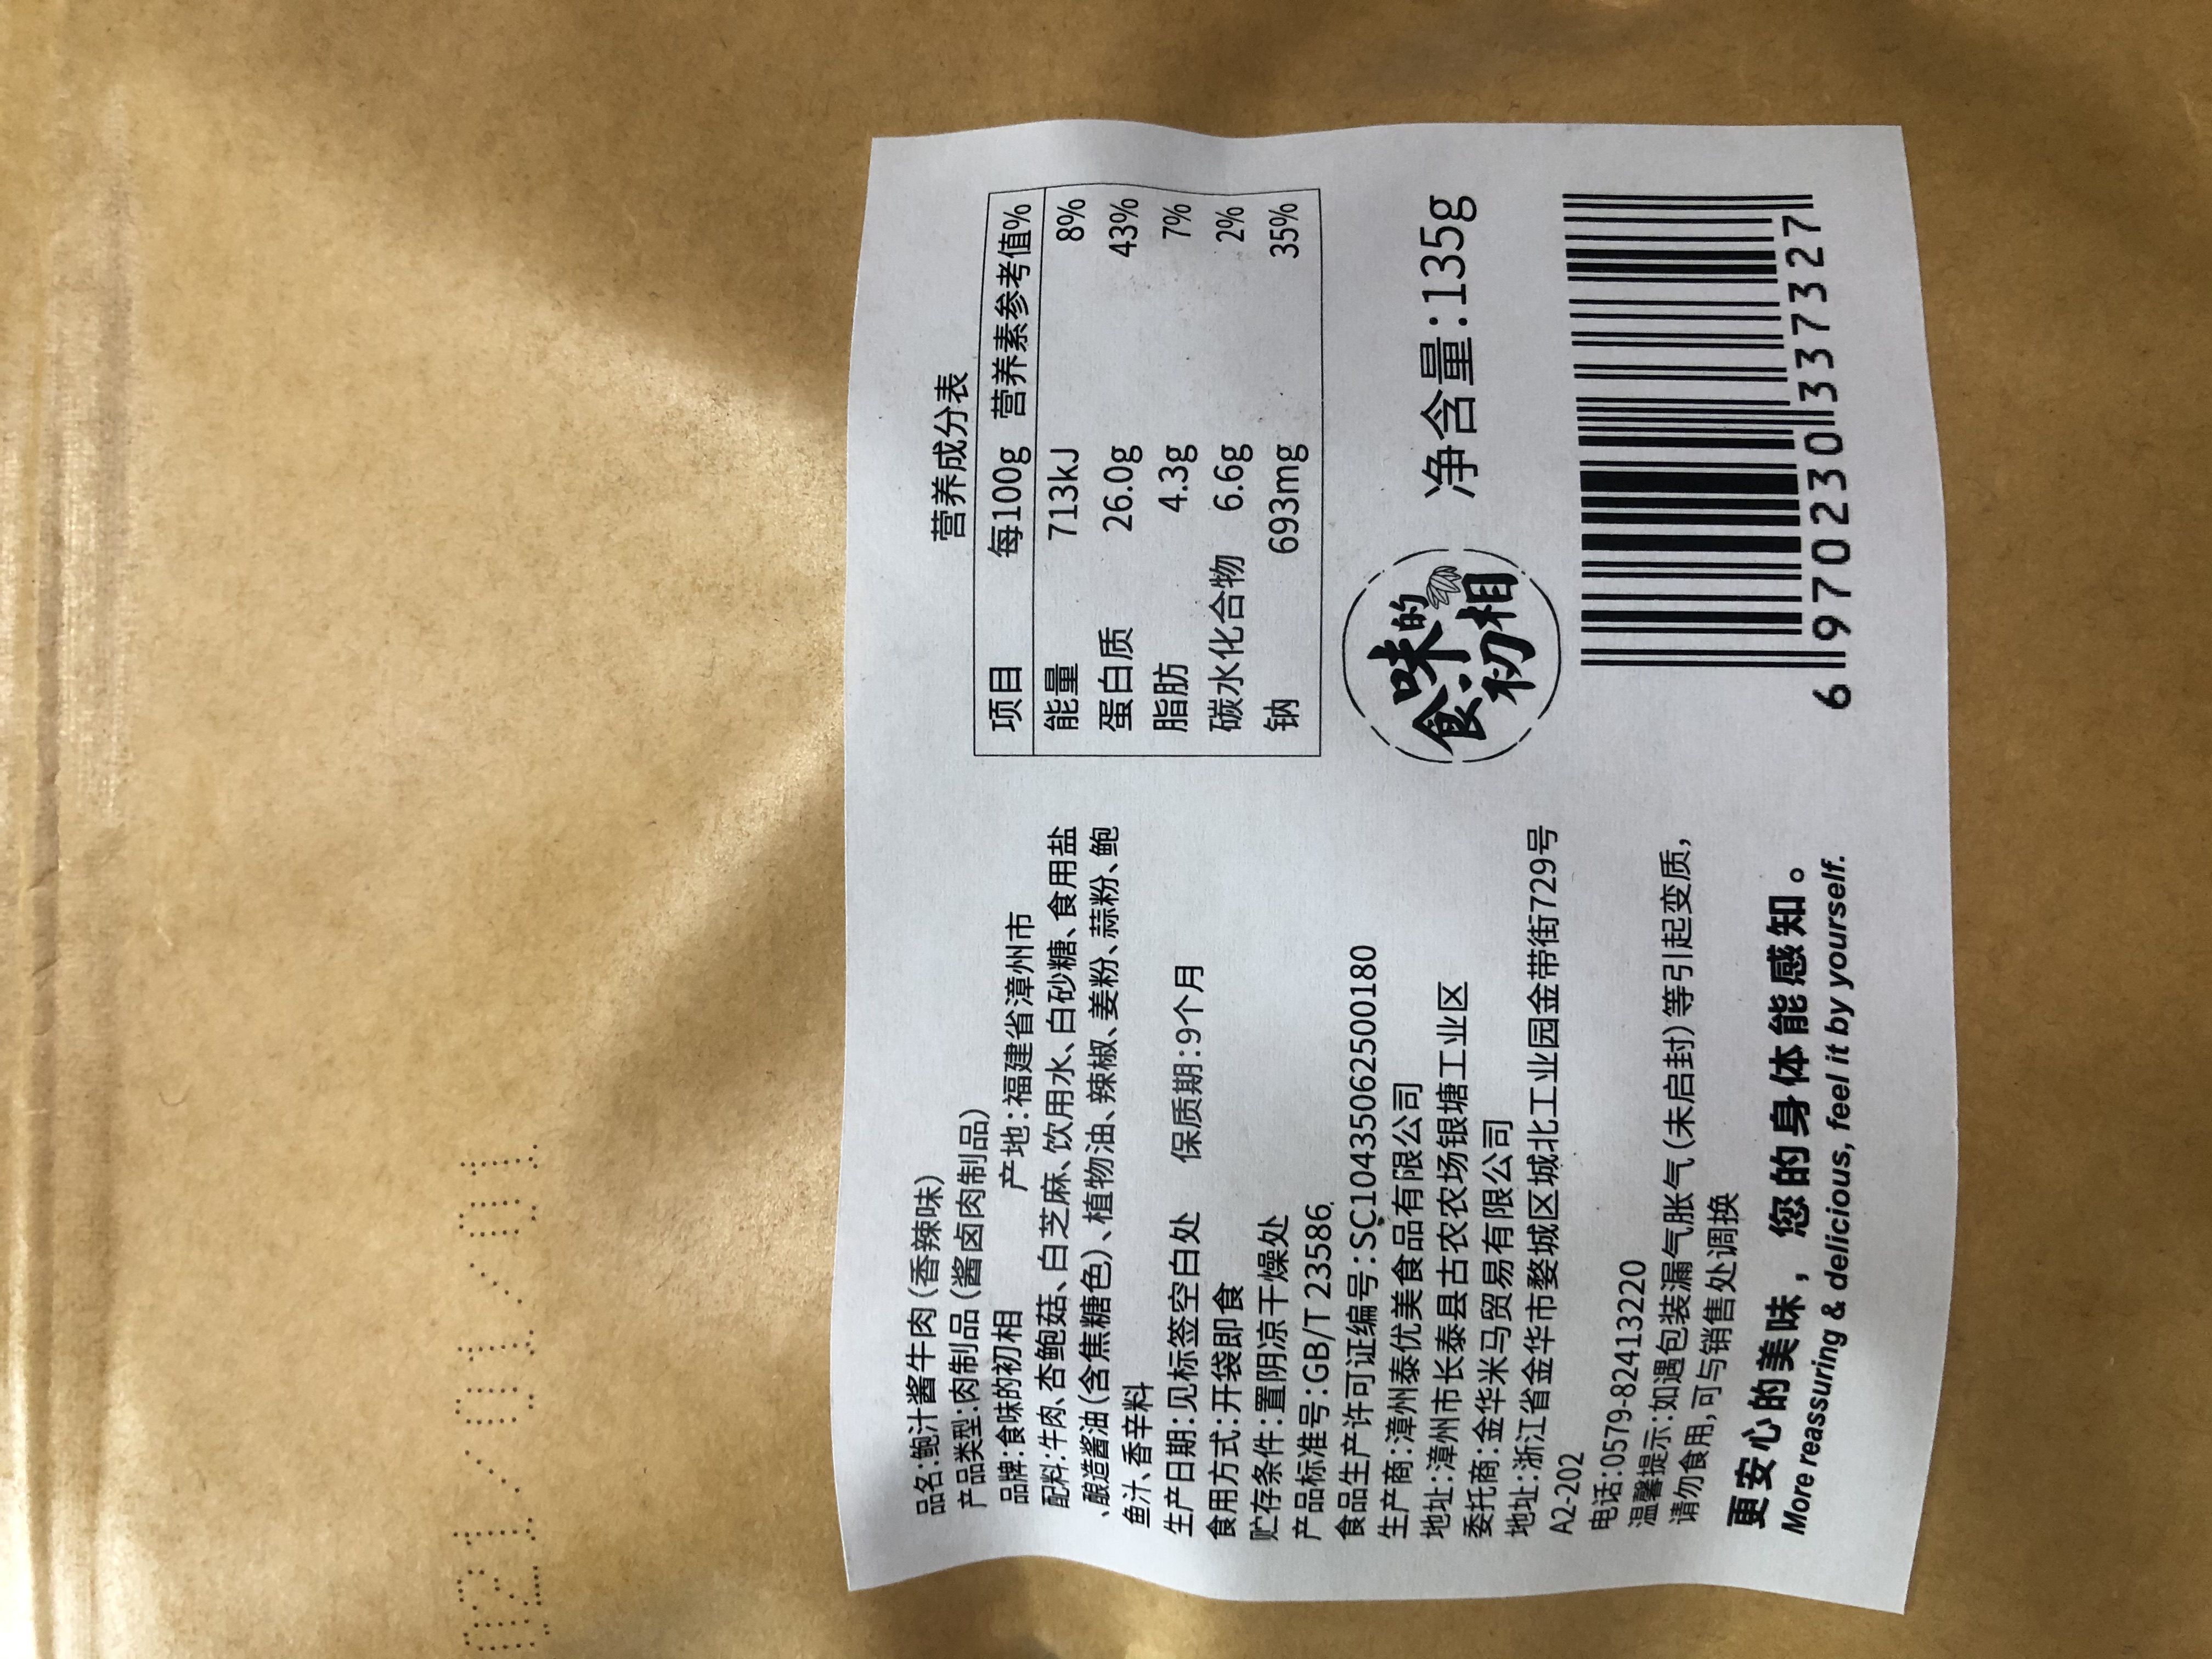 021/01/01
品名:鲍汁酱牛肉(香辣味)
产品类型:肉制品(酱卤肉制品)
品牌:食味的初相 产地:福建省漳州市
配料:牛肉、杏鲍菇、白芝麻、饮用水、白砂糖、食用盐
、酿造酱油(含焦糖色)、植物油、辣椒、姜粉、蒜粉、鲍
鱼汁、香辛料
生产日期:见标签空白处 保质期:9个月
食用方式:开袋即食
贮存条件:置阴凉干燥处
产品标准号:GB/T 23586
食品生产许可证编号:SC10435062500180
生产商:漳州泰优美食品有限公司
地址:漳州市长泰县古农农场银塘工业区
委托商:金华米马贸易有限公司
地址:浙江省金华市婺城区城北工业园金带街729号
A2-202
电话:0579-82413220
温馨提示:如遇包装漏气胀气(未启封)等引起变质,
请勿食用,可与销售处调换
更安心的美味，您的身体能感知。
More reassuring & delicious, feel it by yourself.
营养成分表
项目 每100g 营养素参考值%
能量 713kJ 8%
蛋白质 26.0g 43%
脂肪 4.3g 7%
碳水化合物 6.6g 2%
钠 693mg 35%
食味的
初相
净含量:135g
6 970230 337327